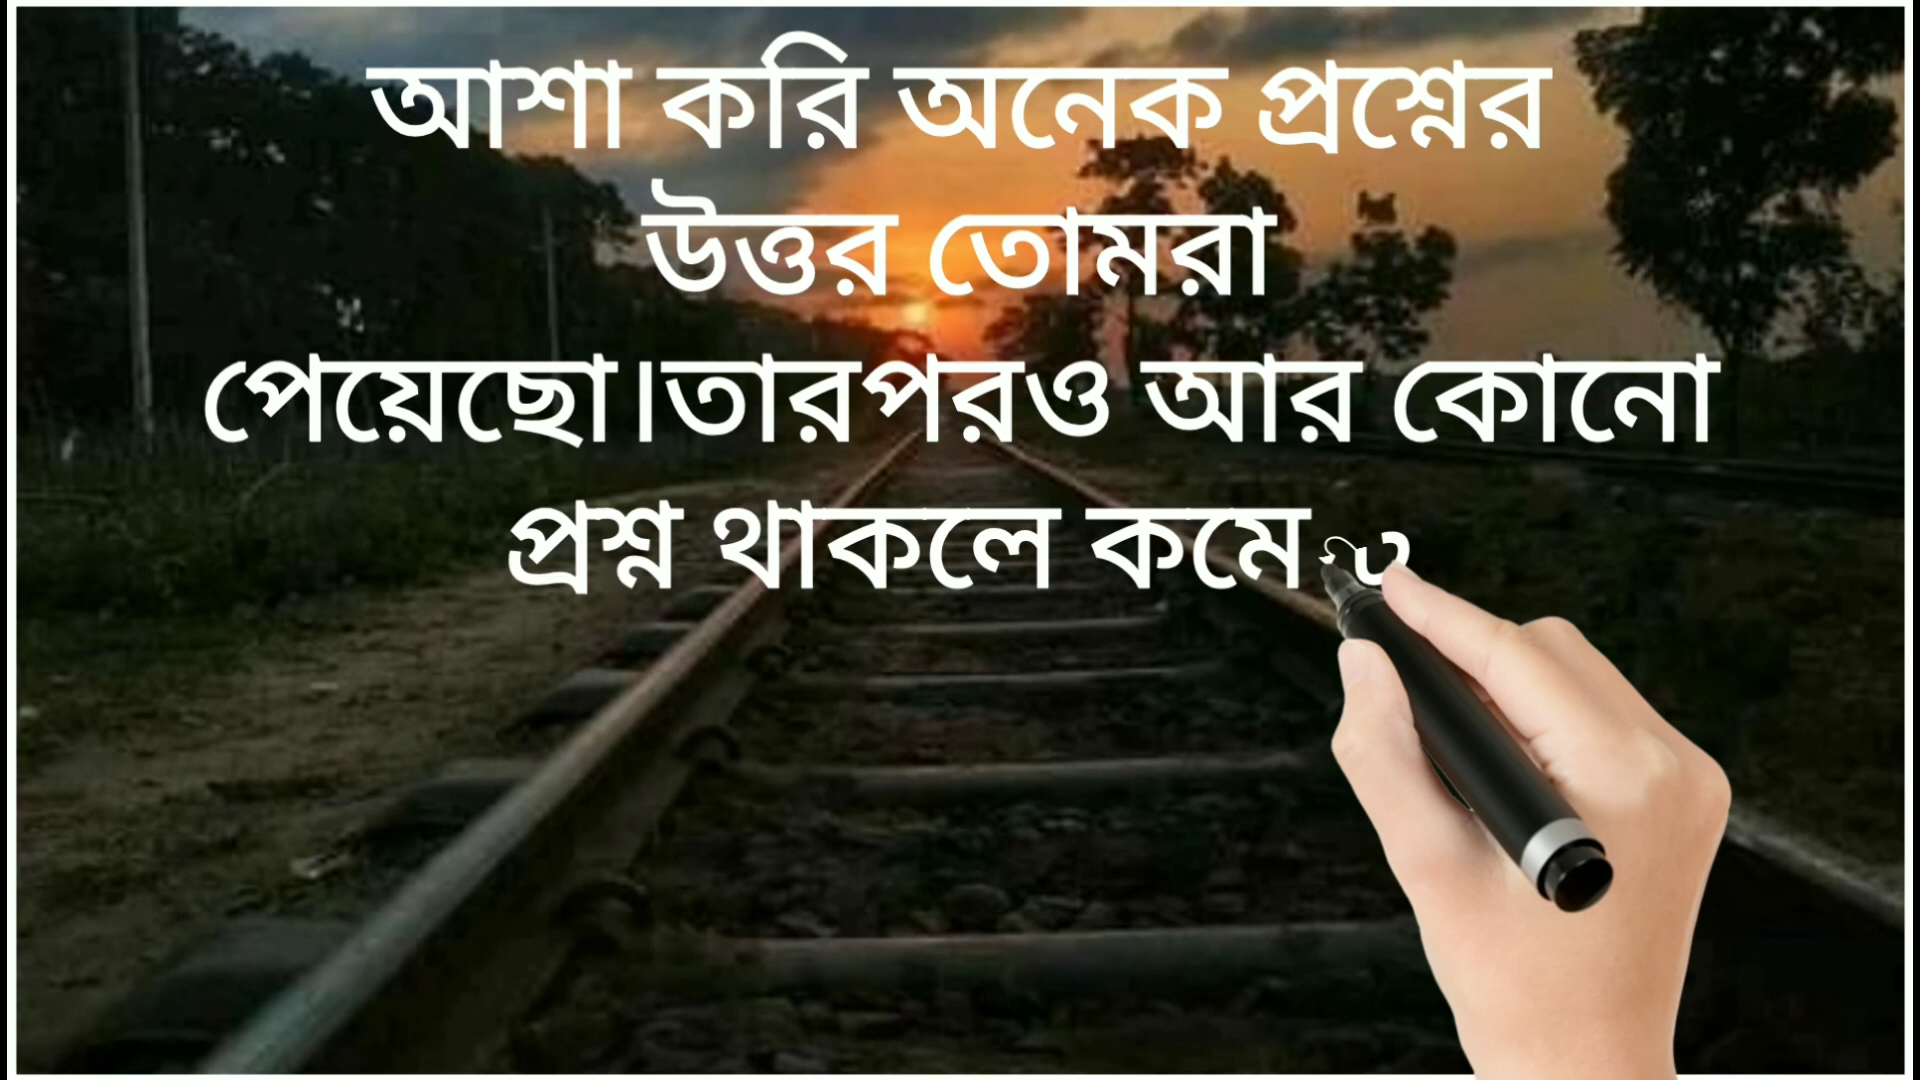 আশা করি অনেক প্রশ্নের
উত্তর তোমরা
পেয়েছো।তারপরও আর কোনো
প্রশ্ন থাকলে কমে